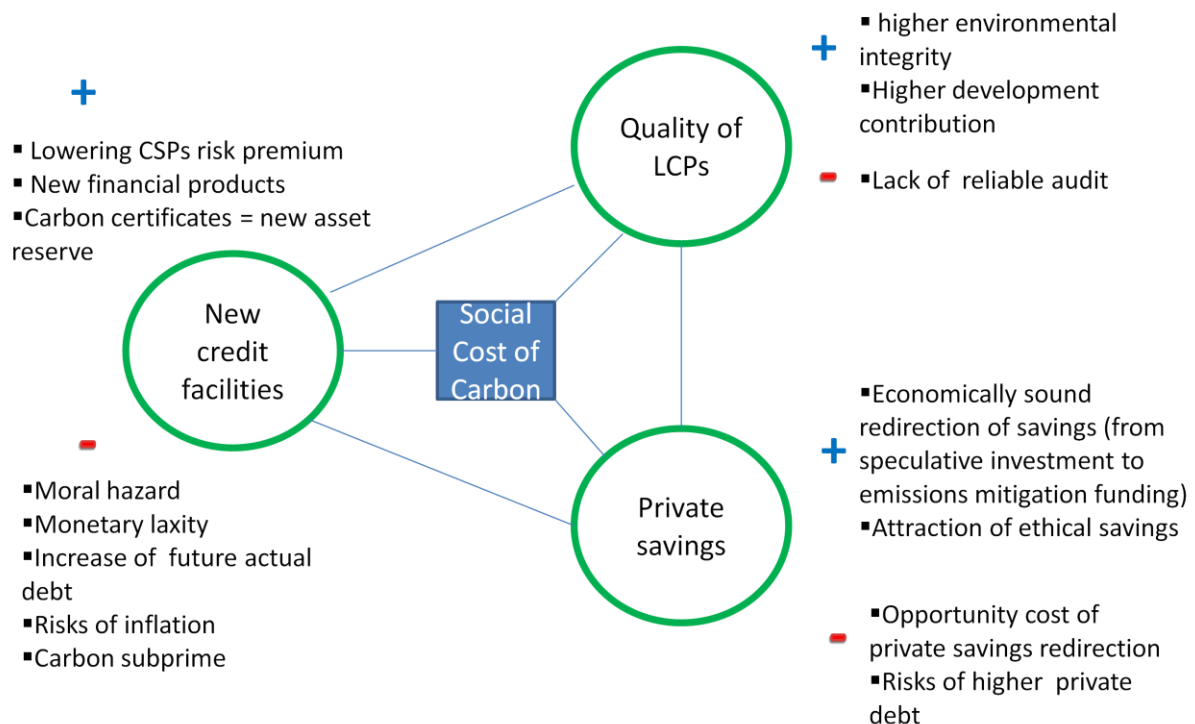 +
▪ Lowering CSPs risk premium
▪ New financial products
▪Carbon certificates = new asset
reserve
New
credit
facilities
-
▪Moral hazard
▪Monetary laxity
▪Increase of future actual
debt
▪Risks of inflation
▪Carbon subprime
Social
Cost of
Carbon
Quality of
LCPs
+
▪ higher environmental
integrity
▪Higher development
contribution
-
▪Lack of reliable audit
Private
savings
+
▪Economically sound
redirection of savings (from
speculative investment to
emissions mitigation funding)
▪Attraction of ethical savings
-
▪Opportunity cost of
private savings redirection
▪Risks of higher private
debt